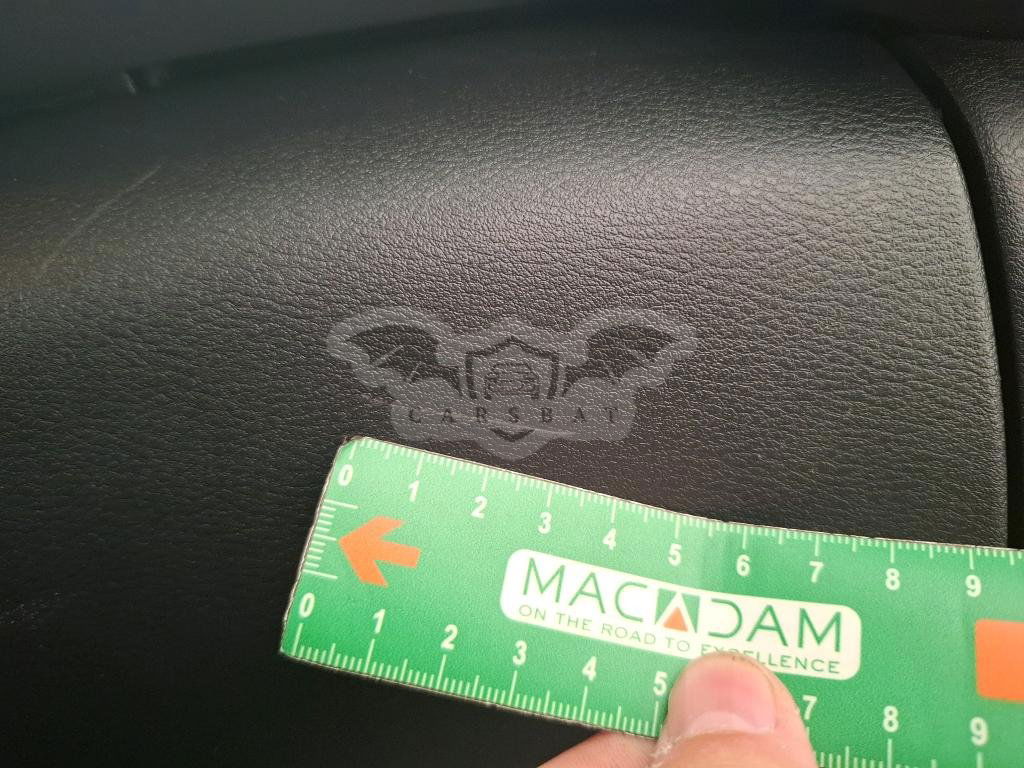 CARSBAT
0 1 2 3 4 5 6 7 8 9
MACADAM
ON THE ROAD TO EXCELLENCE
0 1 2 3 4 5 7 8 9